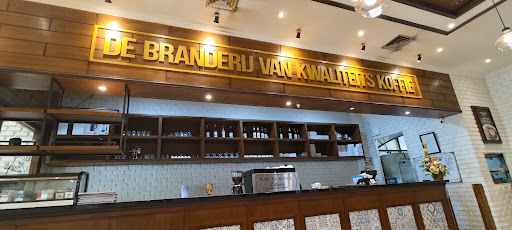 DE BRANDERIJ VAN KWALITEITS KOFFIE